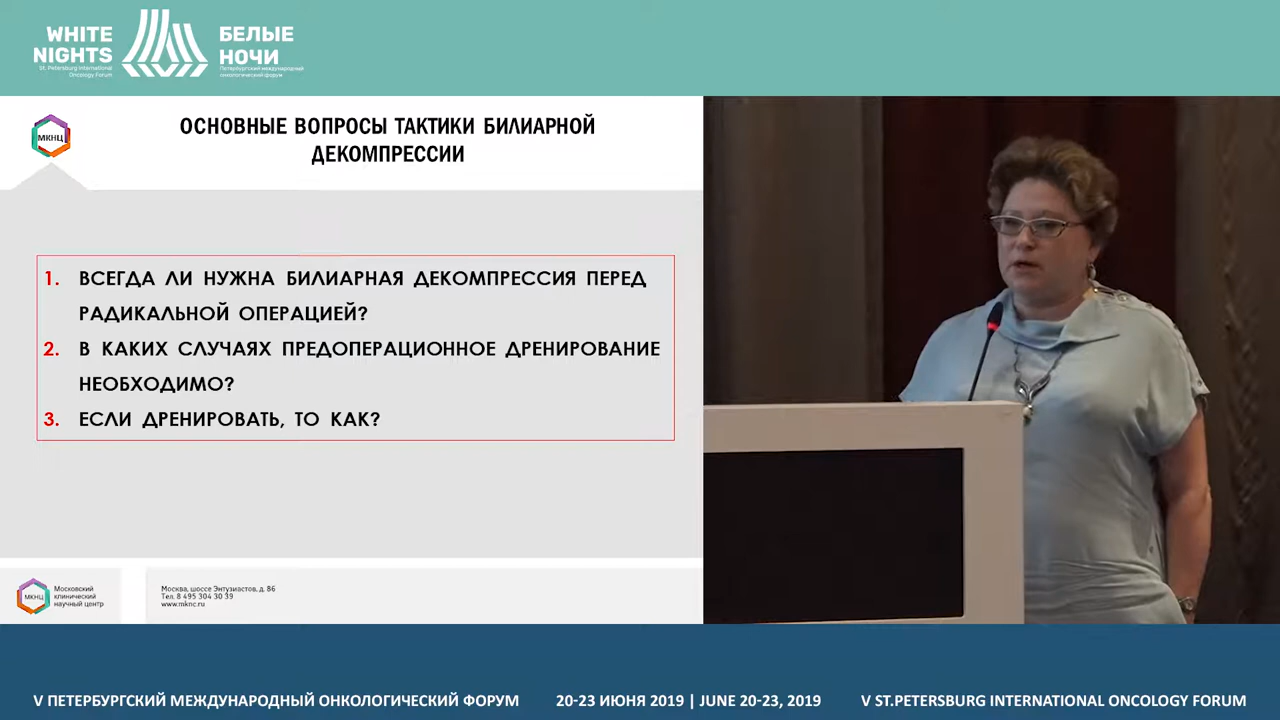 WHITE
NIGHTS
St. Petersburg International
Oncology Forum
БЕЛЫЕ
НОЧИ
Петербургский международный
онкологический форум
МКНЦ
ОСНОВНЫЕ ВОПРОСЫ ТАКТИКИ БИЛИАРНОЙ
ДЕКОМПРЕССИИ
1. ВСЕГДА ЛИ НУЖНА БИЛИАРНАЯ ДЕКОМПРЕССИЯ ПЕРЕД
РАДИКАЛЬНОЙ ОПЕРАЦИЕЙ?
2. В КАКИХ СЛУЧАЯХ ПРЕДОПЕРАЦИОННОЕ ДРЕНИРОВАНИЕ
НЕОБХОДИМО?
3. ЕСЛИ ДРЕНИРОВАТЬ, ТО КАК?
МКНЦ
Московский
клинический
научный центр
Москва, шоссе Энтузиастов, д. 86
Тел. 8 495 304 30 39
www.mknc.ru
V ПЕТЕРБУРГСКИЙ МЕЖДУНАРОДНЫЙ ОНКОЛОГИЧЕСКИЙ ФОРУМ
20-23 ИЮНЯ 2019 | JUNE 20-23, 2019
V ST.PETERSBURG INTERNATIONAL ONCOLOGY FORUM